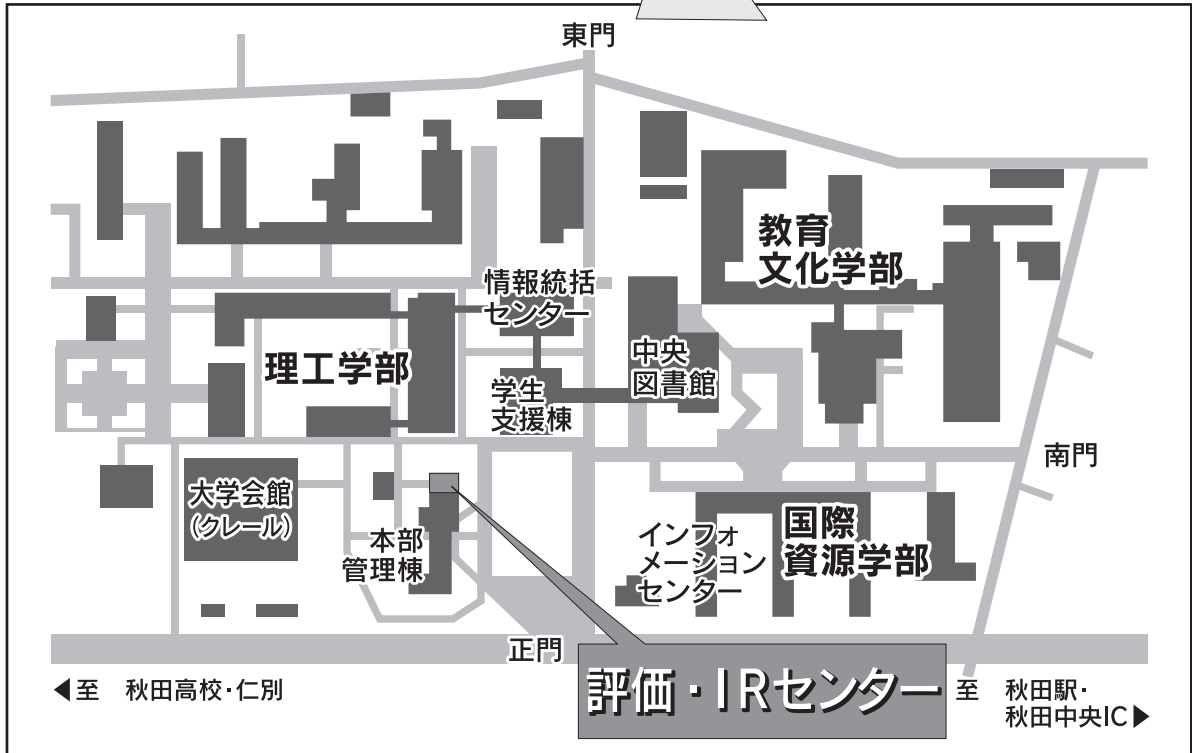 東門
教育
文化学部
情報統括
センター
中央
図書館
理工学部
学生
支援棟
南門
大学会館
(クレール)
本部
管理棟
インフォ
メーション
センター
国際
資源学部
正門
評価・IRセンター
◀至 秋田高校・仁別
至 秋田駅・
秋田中央IC▶